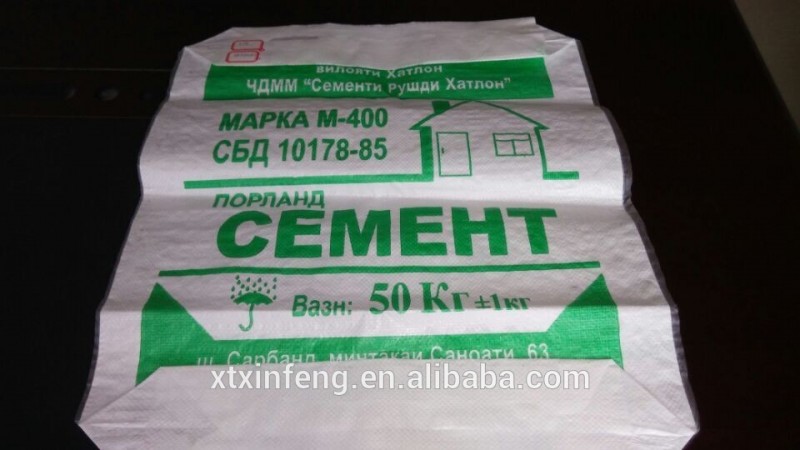 вилояти Хатлон
ЧДММ "Сементи рушди Хатлон"
МАРКА М-400
СБД 10178-85
ПОРЛАНД
СЕМЕНТ
Вазн: 50 Кг ±1кг
ш. Сарбанд, минтакаи Саноати, 63
xtxinfeng.en.alibaba.com